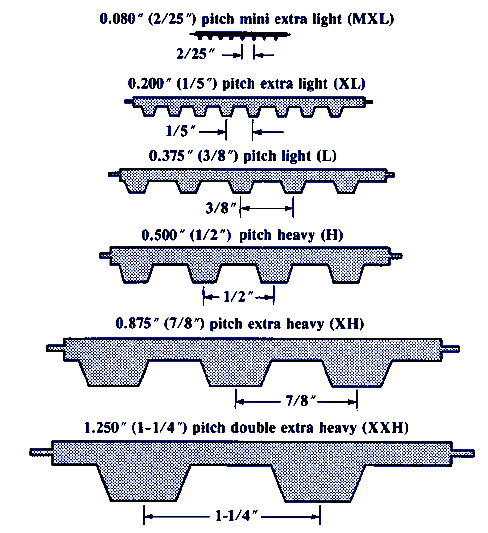 0.080″ (2/25″) pitch mini extra light (MXL)
2/25″
0.200″ (1/5″) pitch extra light (XL)
1/5″
0.375″ (3/8″) pitch light (L)
3/8″
0.500″ (1/2″) pitch heavy (H)
1/2″
0.875″ (7/8″) pitch extra heavy (XH)
7/8″
1.250″ (1-1/4″) pitch double extra heavy (XXH)
1-1/4″